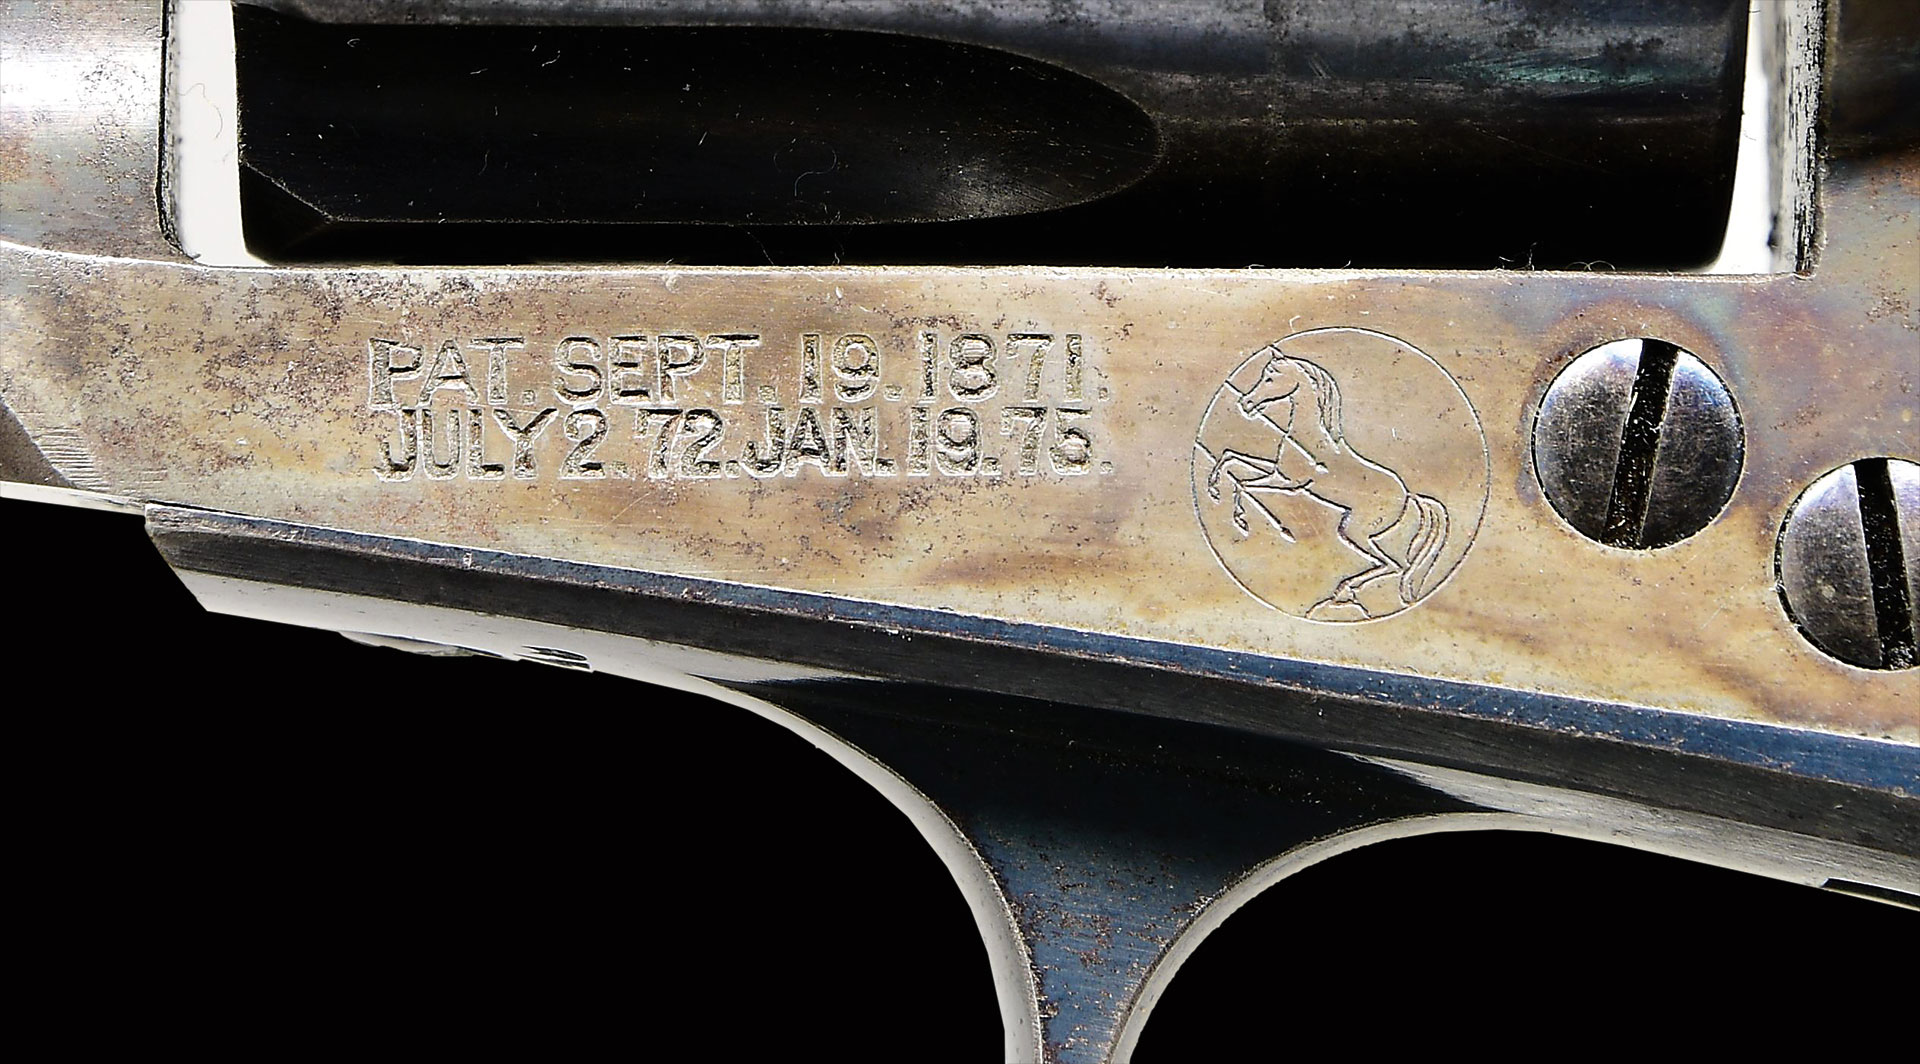 PAT. SEPT. 19. 1871.
JULY 2. 72. JAN. 19. 75.